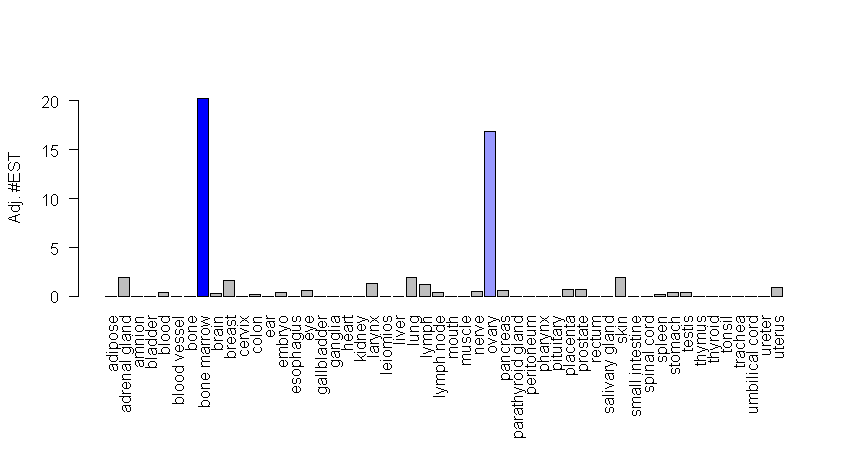 Adj. #EST
20
15
10
5
0
adipose
adrenal gland
amnion
bladder
blood
blood vessel
bone
bone marrow
brain
breast
cervix
colon
ear
embryo
esophagus
eye
gallbladder
ganglia
heart
kidney
larynx
leiomios
liver
lung
lymph
lymph node
mouth
muscle
nerve
ovary
pancreas
parathyroid gland
peritoneum
pharynx
pituitary
placenta
prostate
rectum
salivary gland
skin
small intestine
spinal cord
spleen
stomach
testis
thymus
thyroid
tonsil
trachea
umbilical cord
ureter
uterus